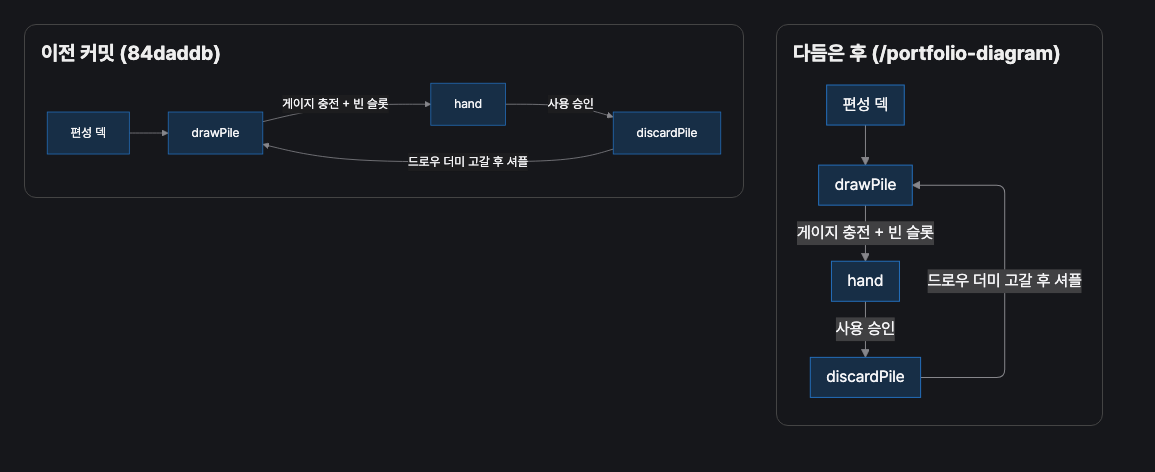 이전 커밋 (84daddb)
편성 덱
drawPile
게이지 충전 + 빈 슬롯
hand
사용 승인
discardPile
드로우 더미 고갈 후 셔플
다듬은 후 (/portfolio-diagram)
편성 덱
drawPile
게이지 충전 + 빈 슬롯
hand
드로우 더미 고갈 후 셔플
사용 승인
discardPile